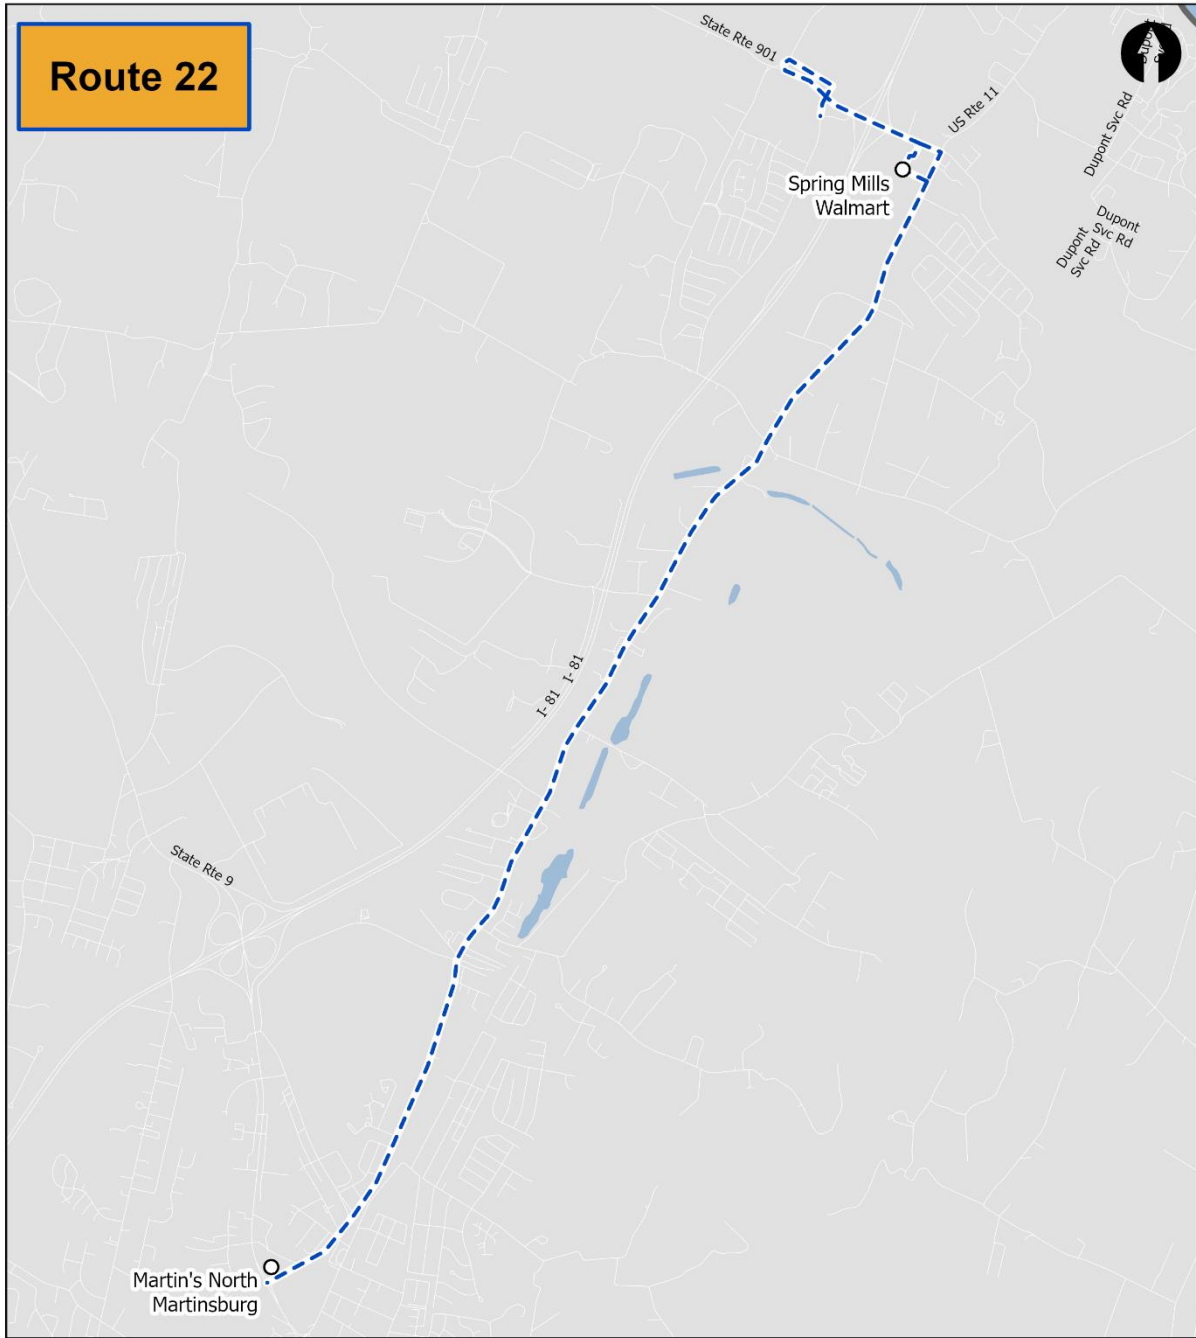 Route 22
State Rte 901
US Rte 11
Dupont Svc Rd
Spring Mills
Walmart
Dupont
Svc Rd
Dupont
Svc Rd
I- 81
I- 81
State Rte 9
Martin's North
Martinsburg